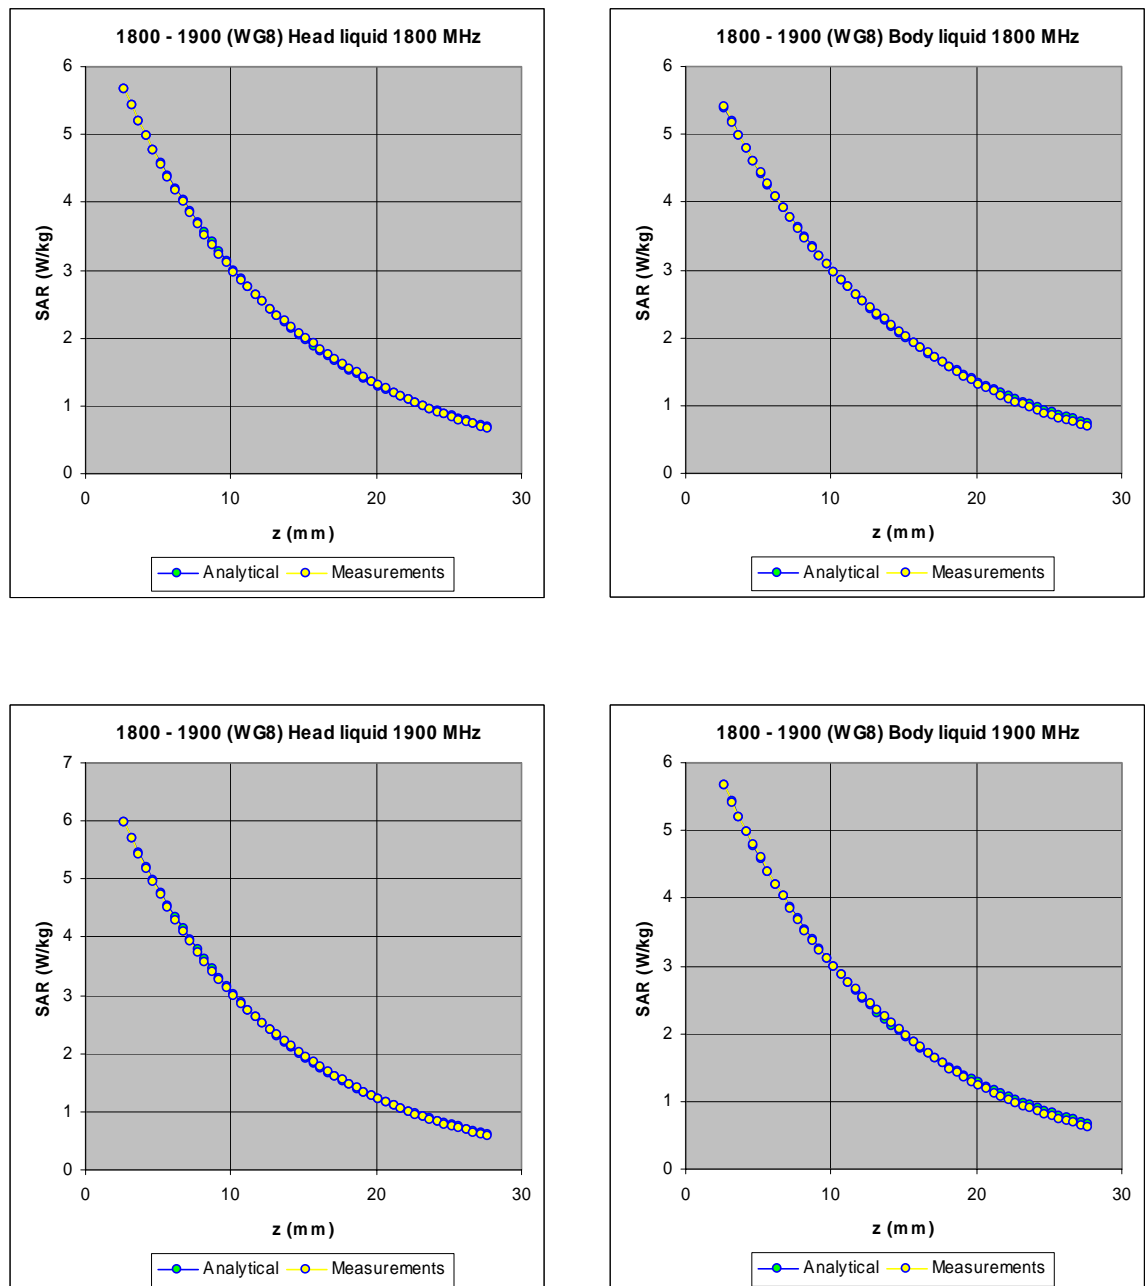 1800 - 1900 (WG8) Head liquid 1800 MHz
6
5
4
3
2
1
0
0 10 20 30
SAR (W/kg)
z (mm)
Analytical Measurements
1800 - 1900 (WG8) Body liquid 1800 MHz
6
5
4
3
2
1
0
0 10 20 30
SAR (W/kg)
z (mm)
Analytical Measurements
1800 - 1900 (WG8) Head liquid 1900 MHz
7
6
5
4
3
2
1
0
0 10 20 30
SAR (W/kg)
z (mm)
Analytical Measurements
1800 - 1900 (WG8) Body liquid 1900 MHz
6
5
4
3
2
1
0
0 10 20 30
SAR (W/kg)
z (mm)
Analytical Measurements